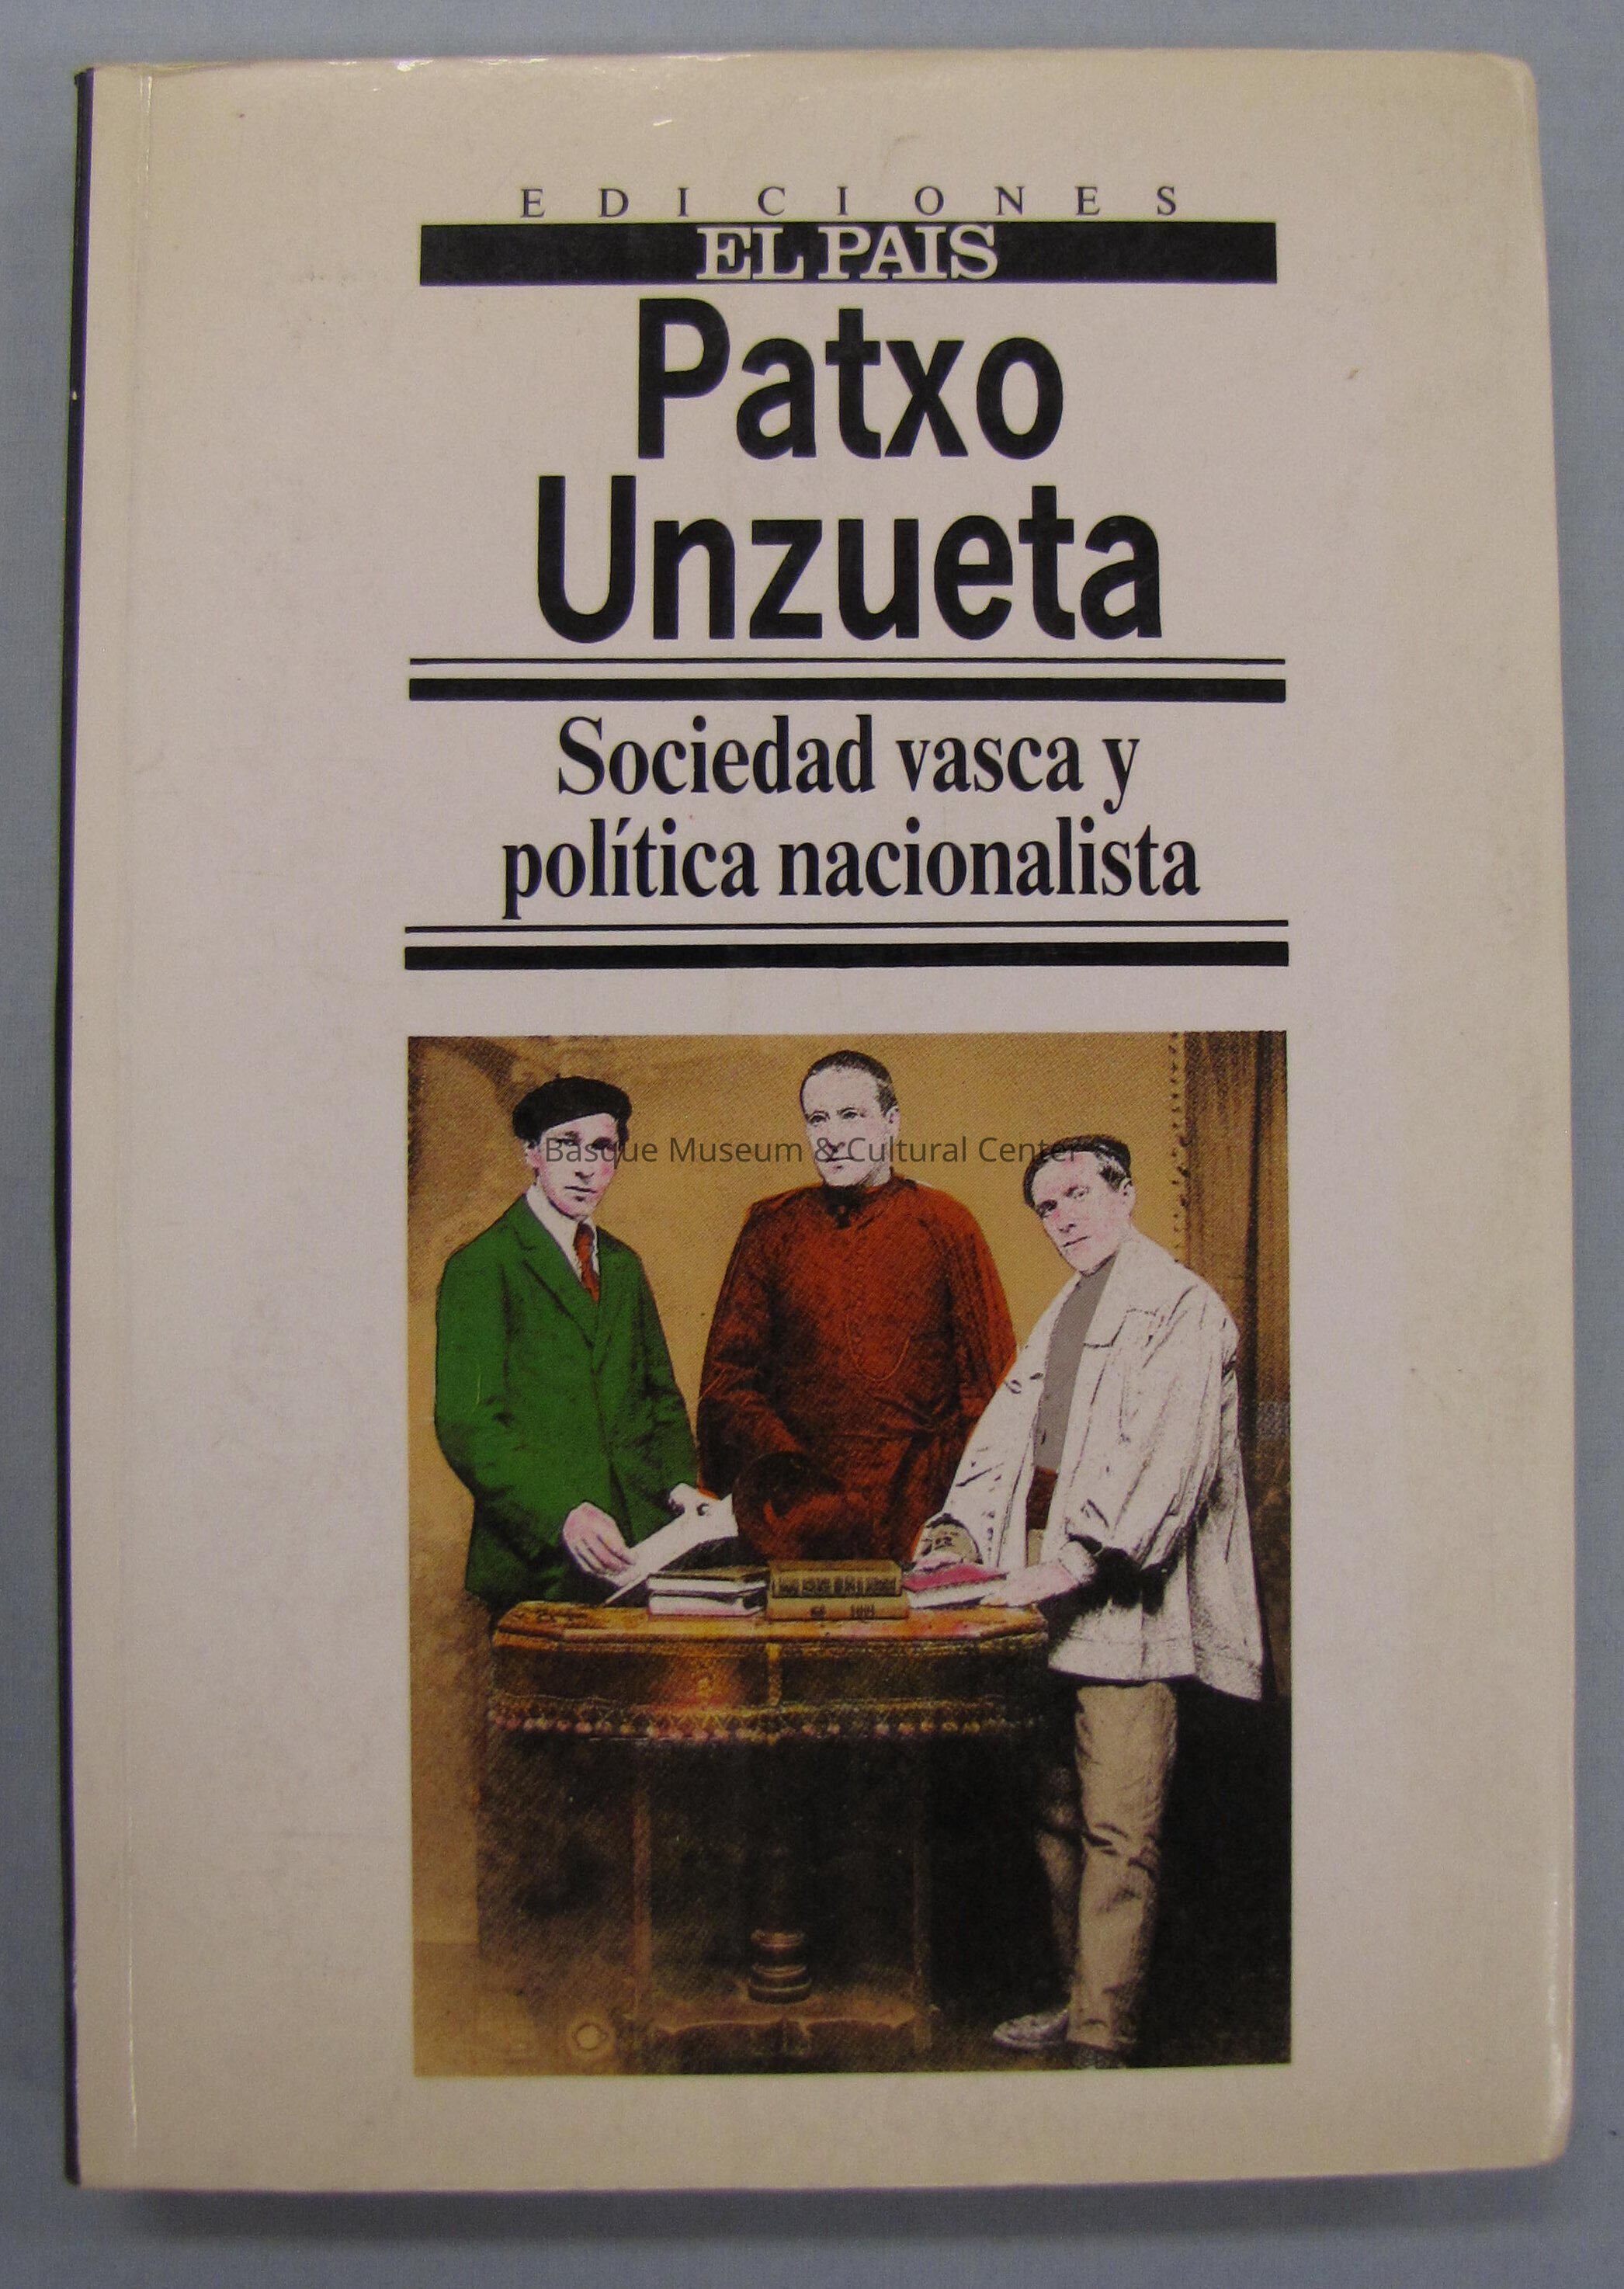 EDICIONES
EL PAIS
Patxo
Unzueta
Sociedad vasca y
política nacionalista
Basque Museum & Cultural Center